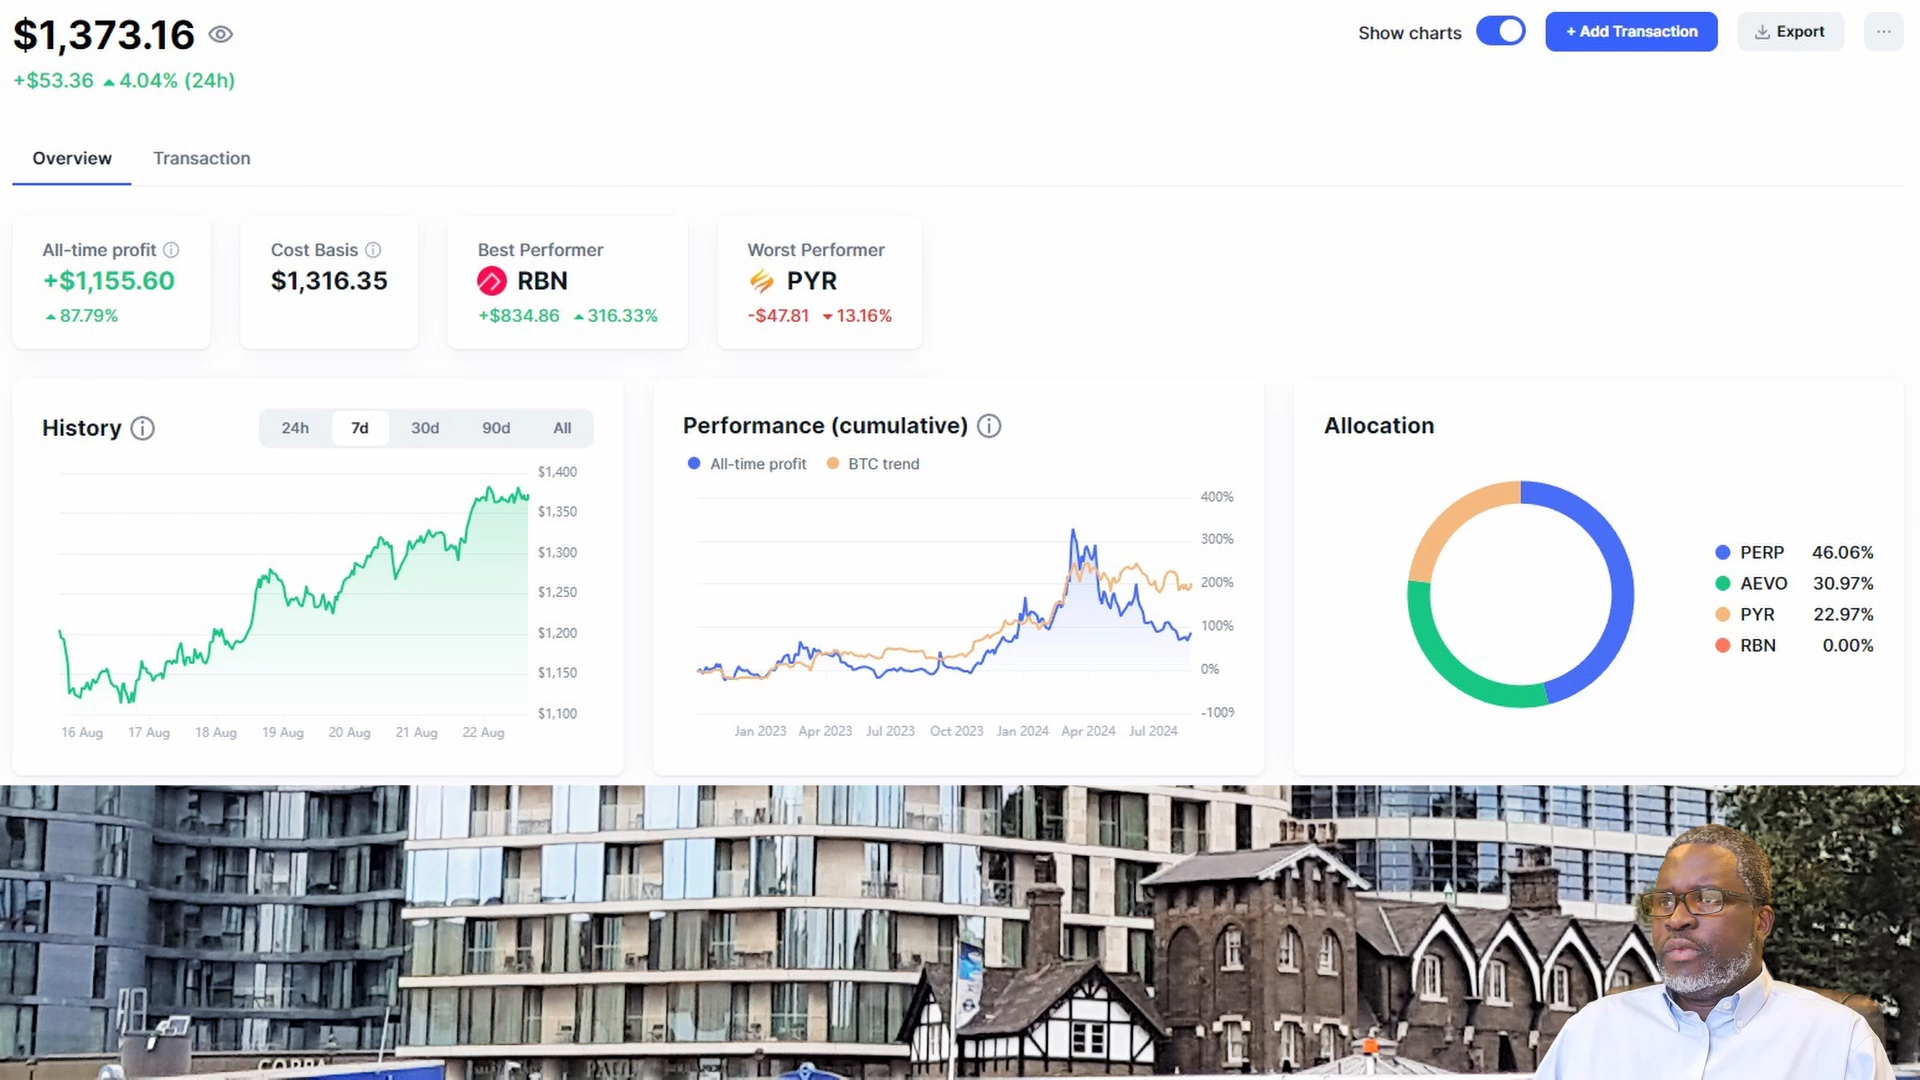 $1,373.16
Show charts
+ Add Transaction
Export
+$53.36 4.04% (24h)
Overview
Transaction
All-time profit
+$1,155.60
87.79%
Cost Basis
$1,316.35
Best Performer
RBN
+$834.86 316.33%
Worst Performer
PYR
-$47.81 13.16%
History
24h
7d
30d
90d
All
$1,400
$1,350
$1,300
$1,250
$1,200
$1,150
$1,100
16 Aug
17 Aug
18 Aug
19 Aug
20 Aug
21 Aug
22 Aug
Performance (cumulative)
All-time profit
BTC trend
400%
300%
200%
100%
0%
-100%
Jan 2023
Apr 2023
Jul 2023
Oct 2023
Jan 2024
Apr 2024
Jul 2024
Allocation
PERP 46.06%
AEVO 30.97%
PYR 22.97%
RBN 0.00%